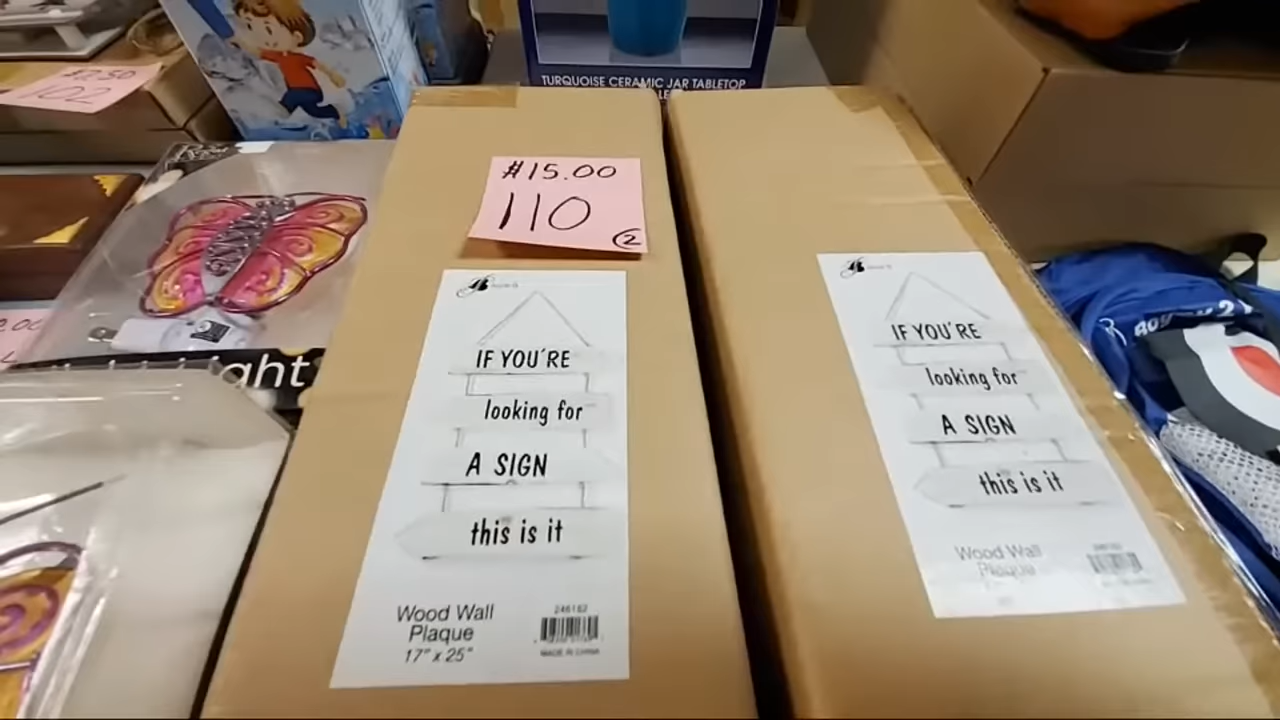 $2.50
102
TURQUOISE CERAMIC JAR TABLETOP
#15.00
110
2
IF YOU'RE
looking for
A SIGN
this is it
Wood Wall
Plaque
17" x 25"
246182
MADE IN CHINA
IF YOU'RE
looking for
A SIGN
this is it
Wood Wall
Plaque